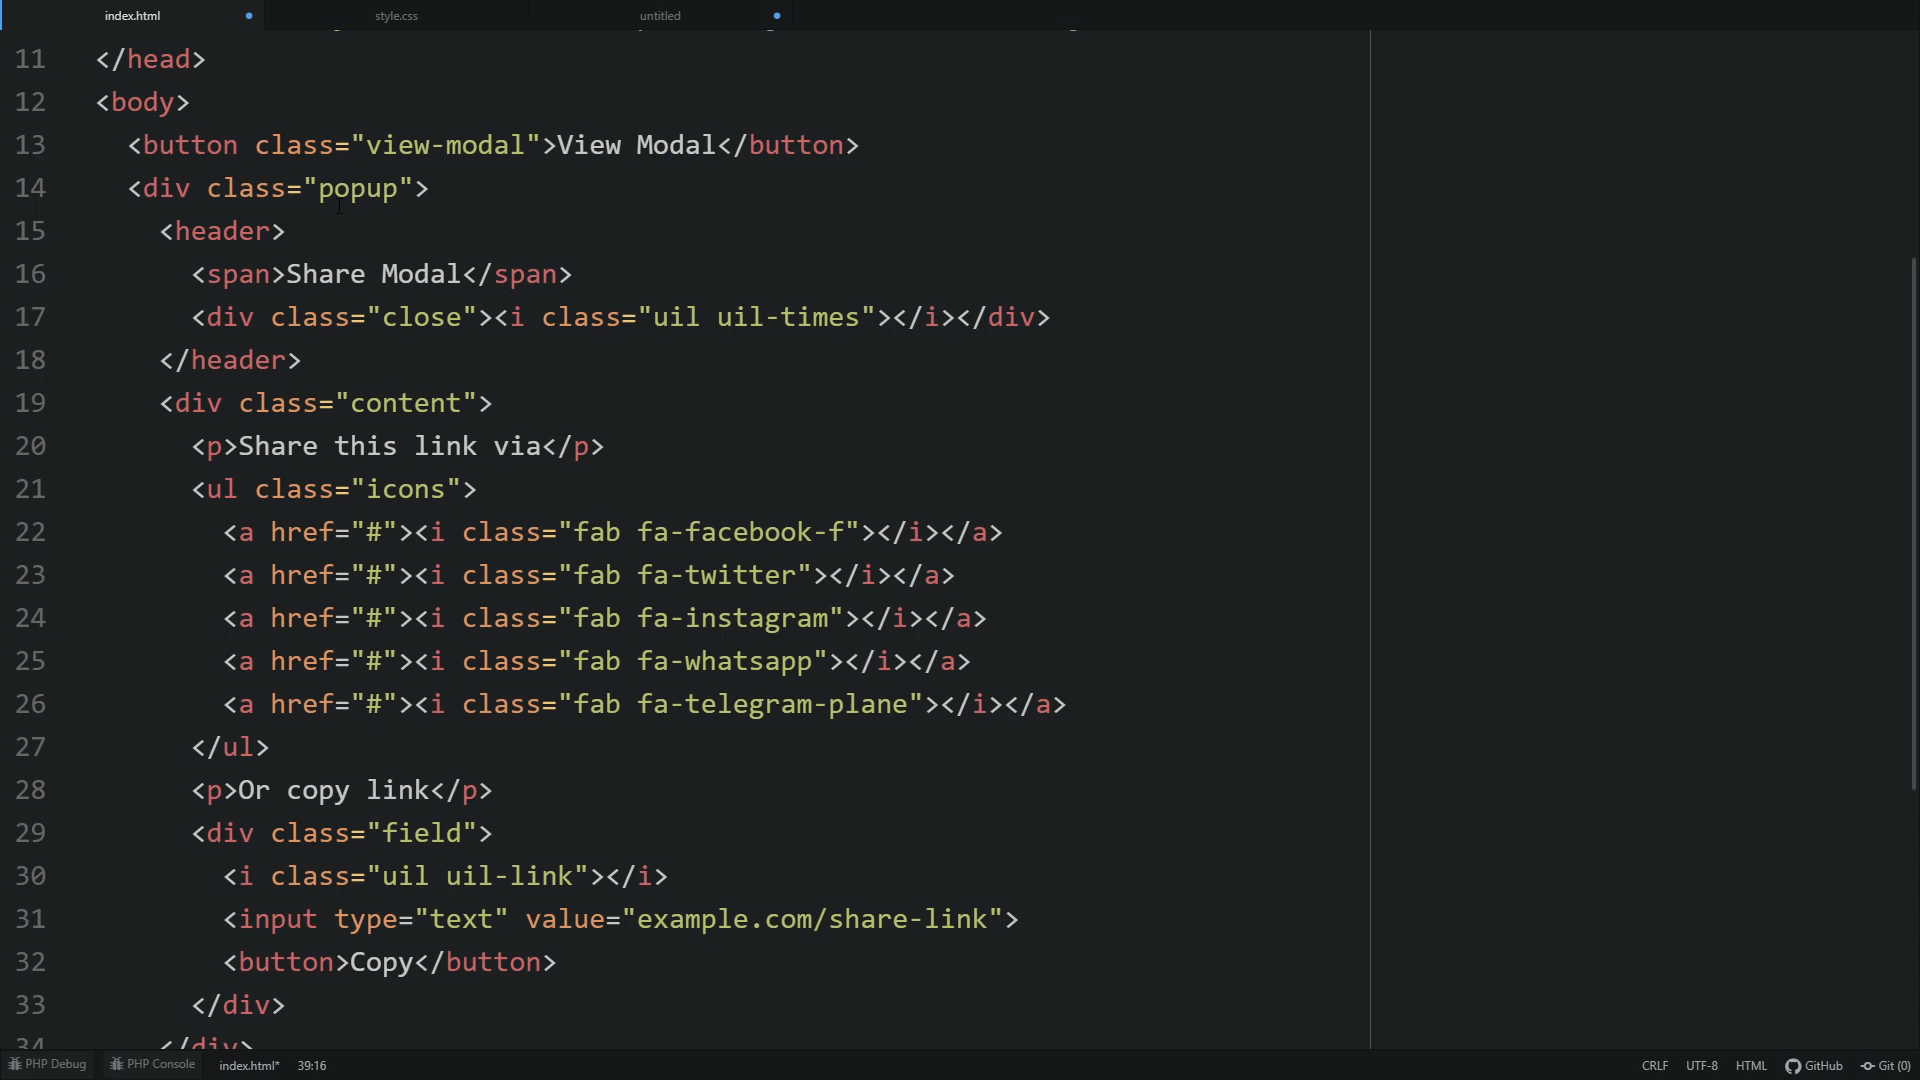 index.html style.css untitled
11 </head>
12 <body>
13 <button class="view-modal">View Modal</button>
14 <div class="popup">
15 <header>
16 <span>Share Modal</span>
17 <div class="close"><i class="uil uil-times"></i></div>
18 </header>
19 <div class="content">
20 <p>Share this link via</p>
21 <ul class="icons">
22 <a href="#"><i class="fab fa-facebook-f"></i></a>
23 <a href="#"><i class="fab fa-twitter"></i></a>
24 <a href="#"><i class="fab fa-instagram"></i></a>
25 <a href="#"><i class="fab fa-whatsapp"></i></a>
26 <a href="#"><i class="fab fa-telegram-plane"></i></a>
27 </ul>
28 <p>Or copy link</p>
29 <div class="field">
30 <i class="uil uil-link"></i>
31 <input type="text" value="example.com/share-link">
32 <button>Copy</button>
33 </div>
34 </div>
PHP Debug PHP Console index.html* 39:16 CRLF UTF-8 HTML GitHub Git (0)